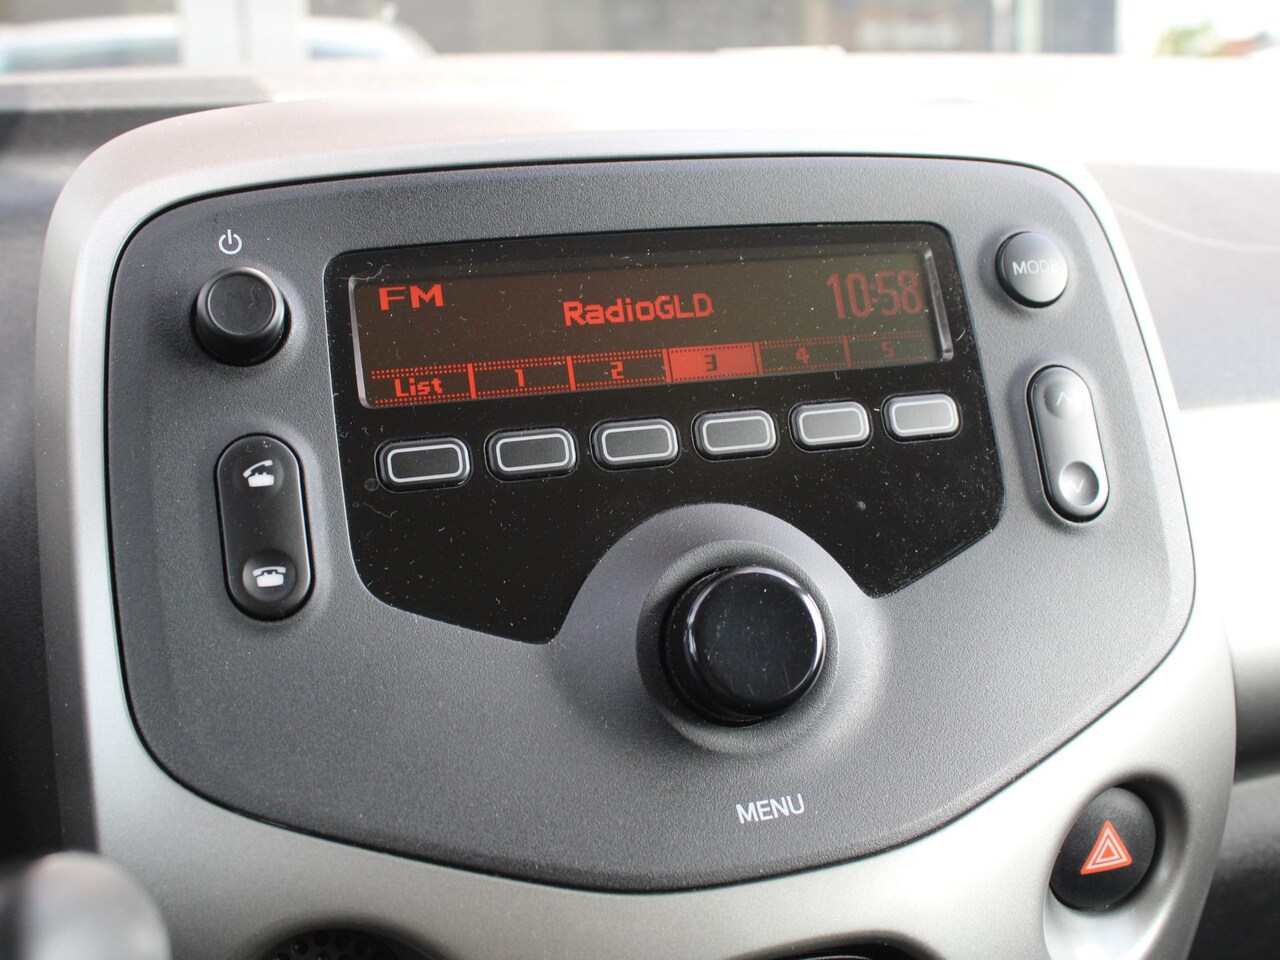 FM
RadioGLD
10:58
List 1 2 3 4 5
MODE
MENU